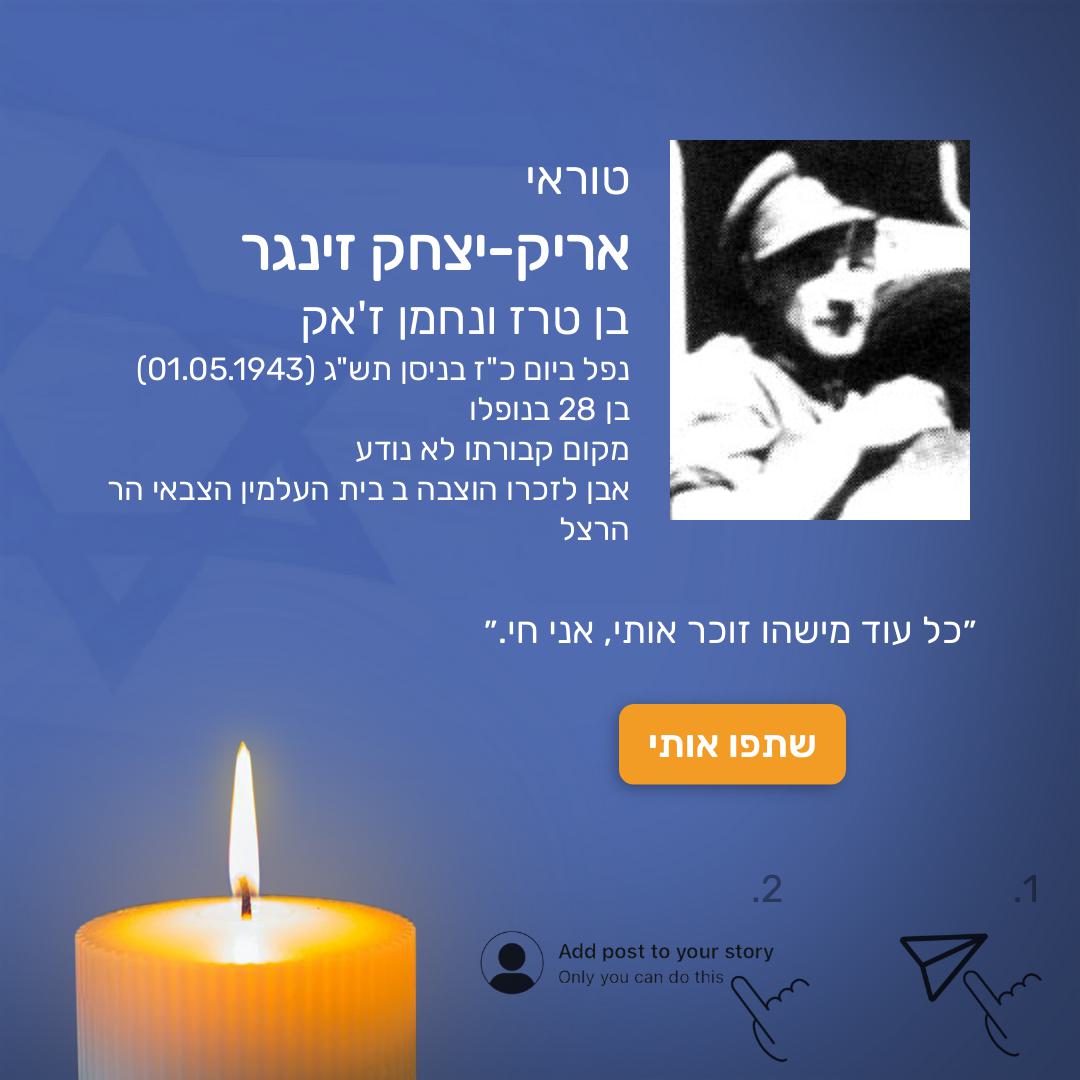 טוראי
אריק-יצחק זינגר
בן טרז ונחמן ז'אק
נפל ביום כ"ז בניסן תש"ג (01.05.1943)
בן 28 בנופלו
מקום קבורתו לא נודע
אבן לזכרו הוצבה ב בית העלמין הצבאי הר
הרצל
״כל עוד מישהו זוכר אותי, אני חי.״
שתפו אותי
.1
.2
Add post to your story
Only you can do this